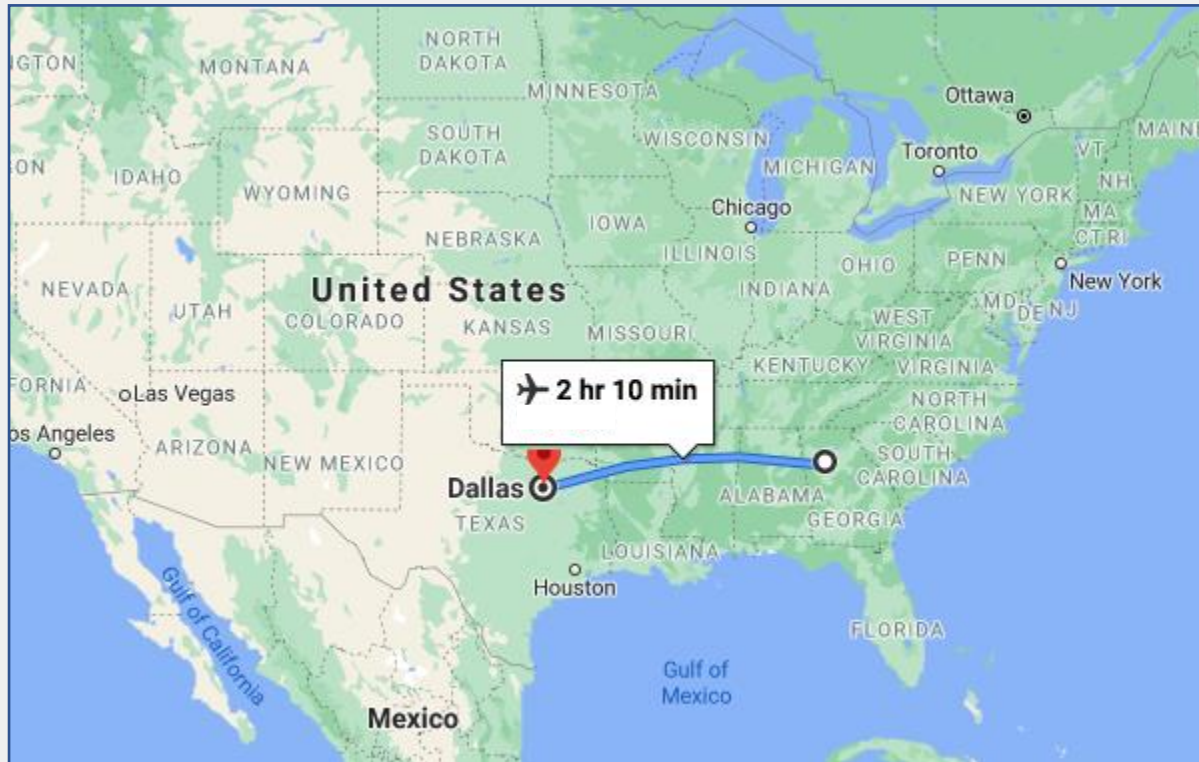 NORTH
DAKOTA
MONTANA
INGTON
MINNESOTA
Ottawa
SOUTH
DAKOTA
WISCONSIN
MAIN
VT
Toronto
MICHIGAN
ON
IDAHO
WYOMING
NH
NEW YORK
Chicago
IOWA
MA
CT RI
NEBRASKA
ILLINOIS
OHIO
PENN
New York
United States
NEVADA
INDIANA
UTAH
MD
DE NJ
COLORADO
KANSAS
MISSOURI
WEST
VIRGINIA
KENTUCKY
VIRGINIA
FORNIA
Las Vegas
2 hr 10 min
NORTH
CAROLINA
os Angeles
ARIZONA
NEW MEXICO
SOUTH
CAROLINA
Dallas
ALABAMA
TEXAS
GEORGIA
LOUISIANA
Houston
Gulf of California
FLORIDA
Gulf of
Mexico
Mexico